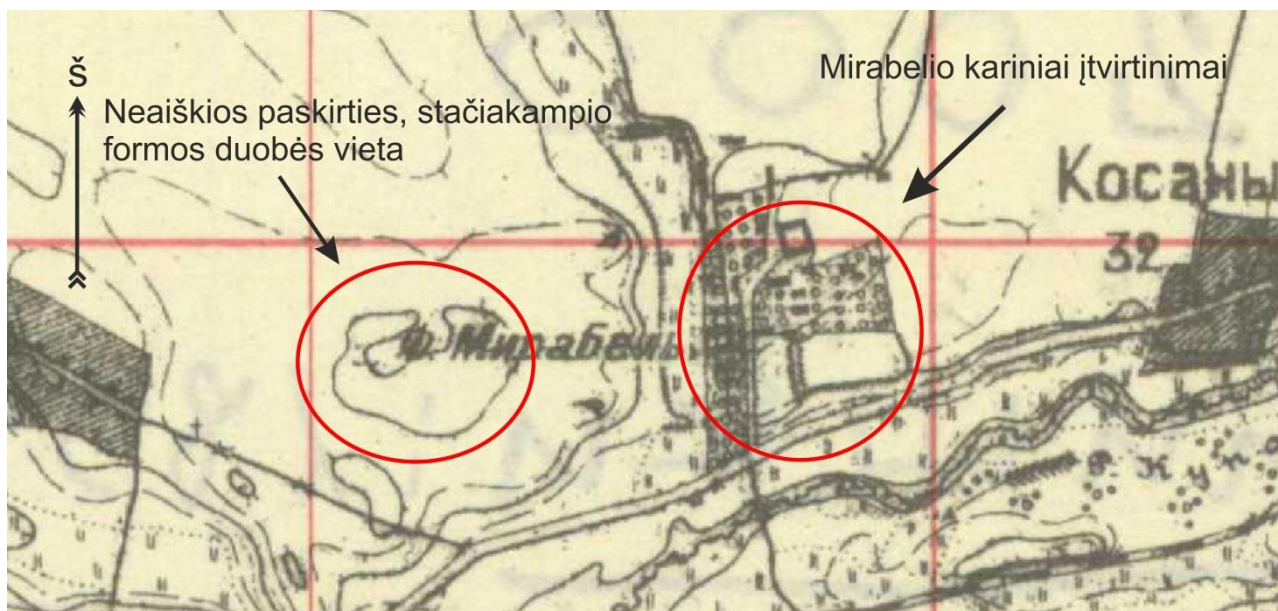 Š
Neaiškios paskirties, stačiakampio
formos duobės vieta
Mirabelio kariniai įtvirtinimai
Косаны
32
Ф. Мирабель